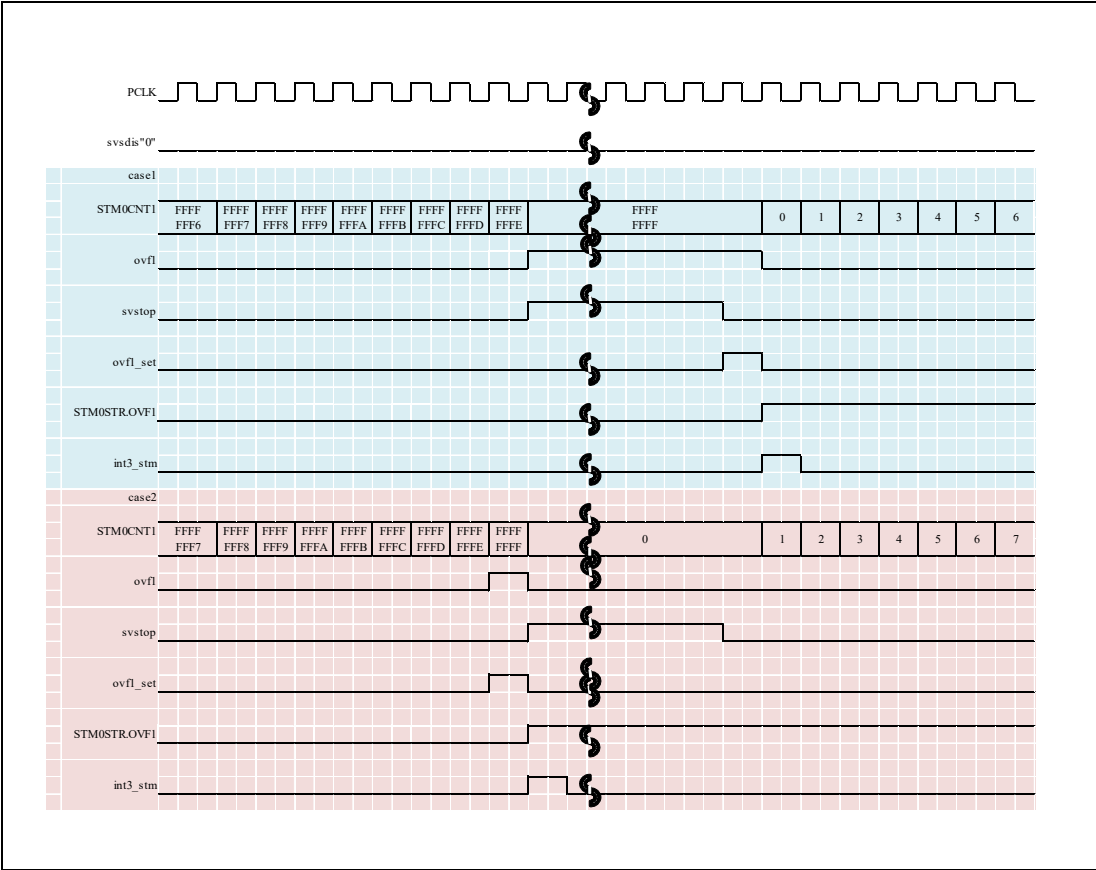 PCLK
svsdis"0"
case1
STM0CNT1 FFFF FFFF FFFF FFFF FFFF FFFF FFFF FFFF FFFF FFFF 0 1 2 3 4 5 6
FFF6 FFF7 FFF8 FFF9 FFFA FFFB FFFC FFFD FFFE FFFF
ovf1
svstop
ovf1_set
STM0STR.OVF1
int3_stm
case2
STM0CNT1 FFFF FFFF FFFF FFFF FFFF FFFF FFFF FFFF FFFF 0 1 2 3 4 5 6 7
FFF7 FFF8 FFF9 FFFA FFFB FFFC FFFD FFFE FFFF
ovf1
svstop
ovf1_set
STM0STR.OVF1
int3_stm